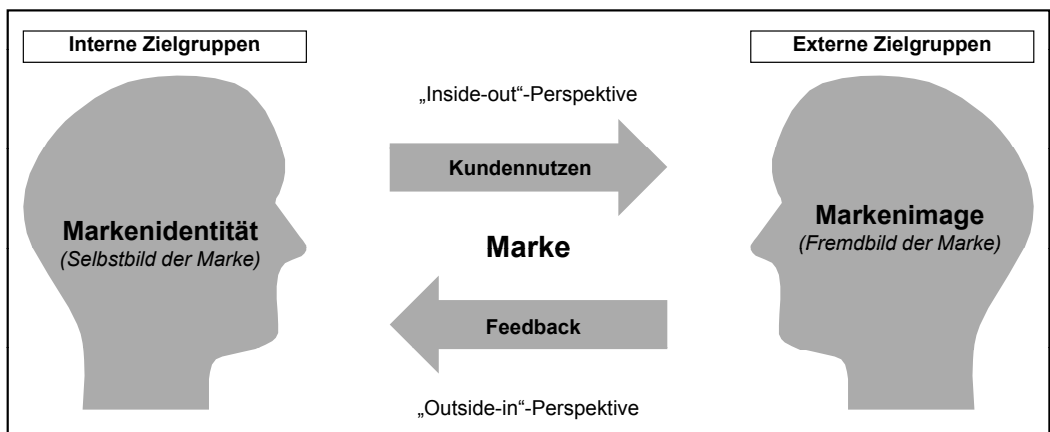 Interne Zielgruppen
Externe Zielgruppen
„Inside-out“-Perspektive
Kundennutzen
Markenidentität
(Selbstbild der Marke)
Marke
Markenimage
(Fremdbild der Marke)
Feedback
„Outside-in“-Perspektive